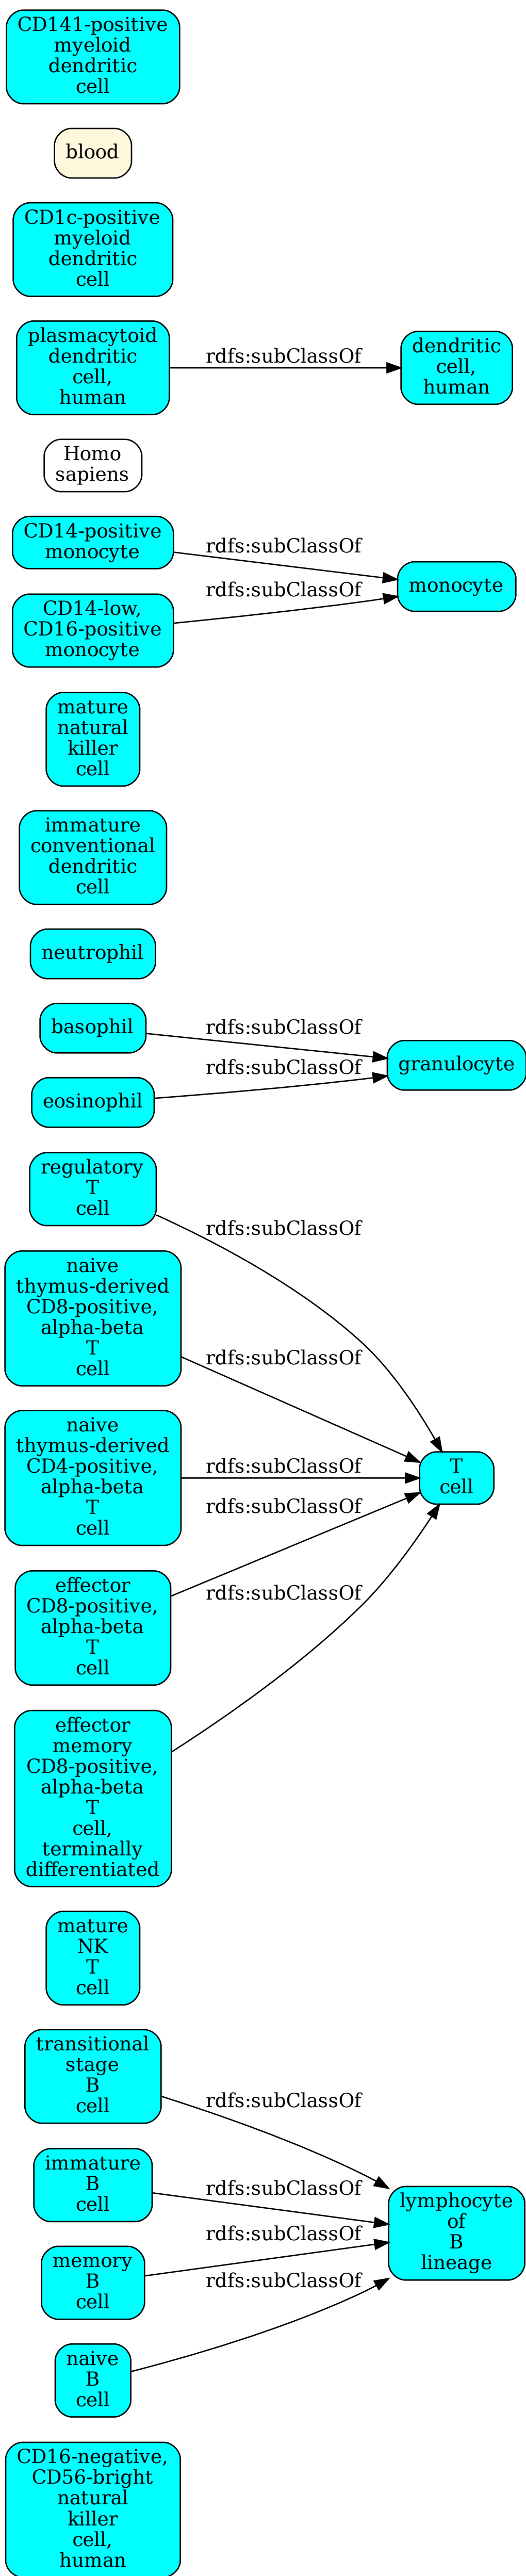 CD141-positive
myeloid
dendritic
cell
blood
CD1c-positive
myeloid
dendritic
cell
plasmacytoid
dendritic
cell,
human
rdfs:subClassOf
dendritic
cell,
human
Homo
sapiens
CD14-positive
monocyte
rdfs:subClassOf
CD14-low,
CD16-positive
monocyte
rdfs:subClassOf
monocyte
mature
natural
killer
cell
immature
conventional
dendritic
cell
neutrophil
basophil
rdfs:subClassOf
eosinophil
rdfs:subClassOf
granulocyte
regulatory
T
cell
rdfs:subClassOf
naive
thymus-derived
CD8-positive,
alpha-beta
T
cell
rdfs:subClassOf
naive
thymus-derived
CD4-positive,
alpha-beta
T
cell
rdfs:subClassOf
T
cell
effector
CD8-positive,
alpha-beta
T
cell
rdfs:subClassOf
effector
memory
CD8-positive,
alpha-beta
T
cell,
terminally
differentiated
rdfs:subClassOf
mature
NK
T
cell
transitional
stage
B
cell
rdfs:subClassOf
immature
B
cell
rdfs:subClassOf
lymphocyte
of
B
lineage
memory
B
cell
rdfs:subClassOf
naive
B
cell
rdfs:subClassOf
CD16-negative,
CD56-bright
natural
killer
cell,
human